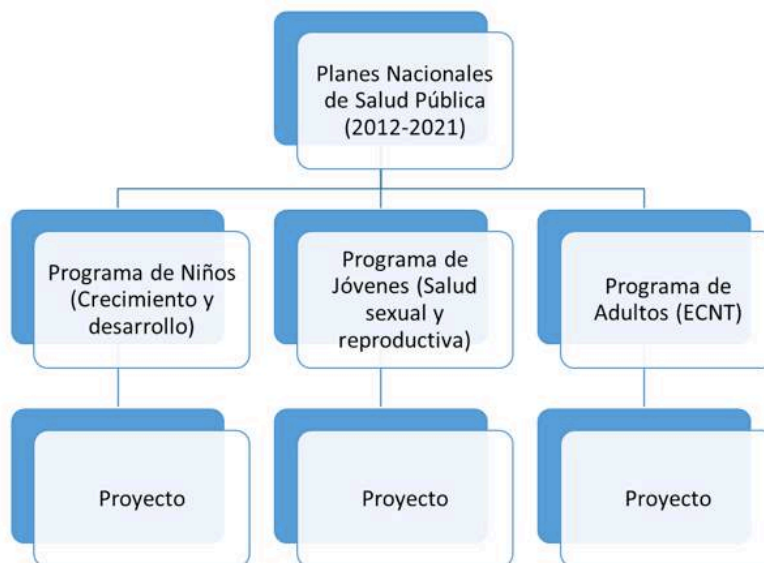 Planes Nacionales
de Salud Pública
(2012-2021)
Programa de Niños
(Crecimiento y
desarrollo)
Programa de
Jóvenes (Salud
sexual y
reproductiva)
Programa de
Adultos (ECNT)
Proyecto
Proyecto
Proyecto